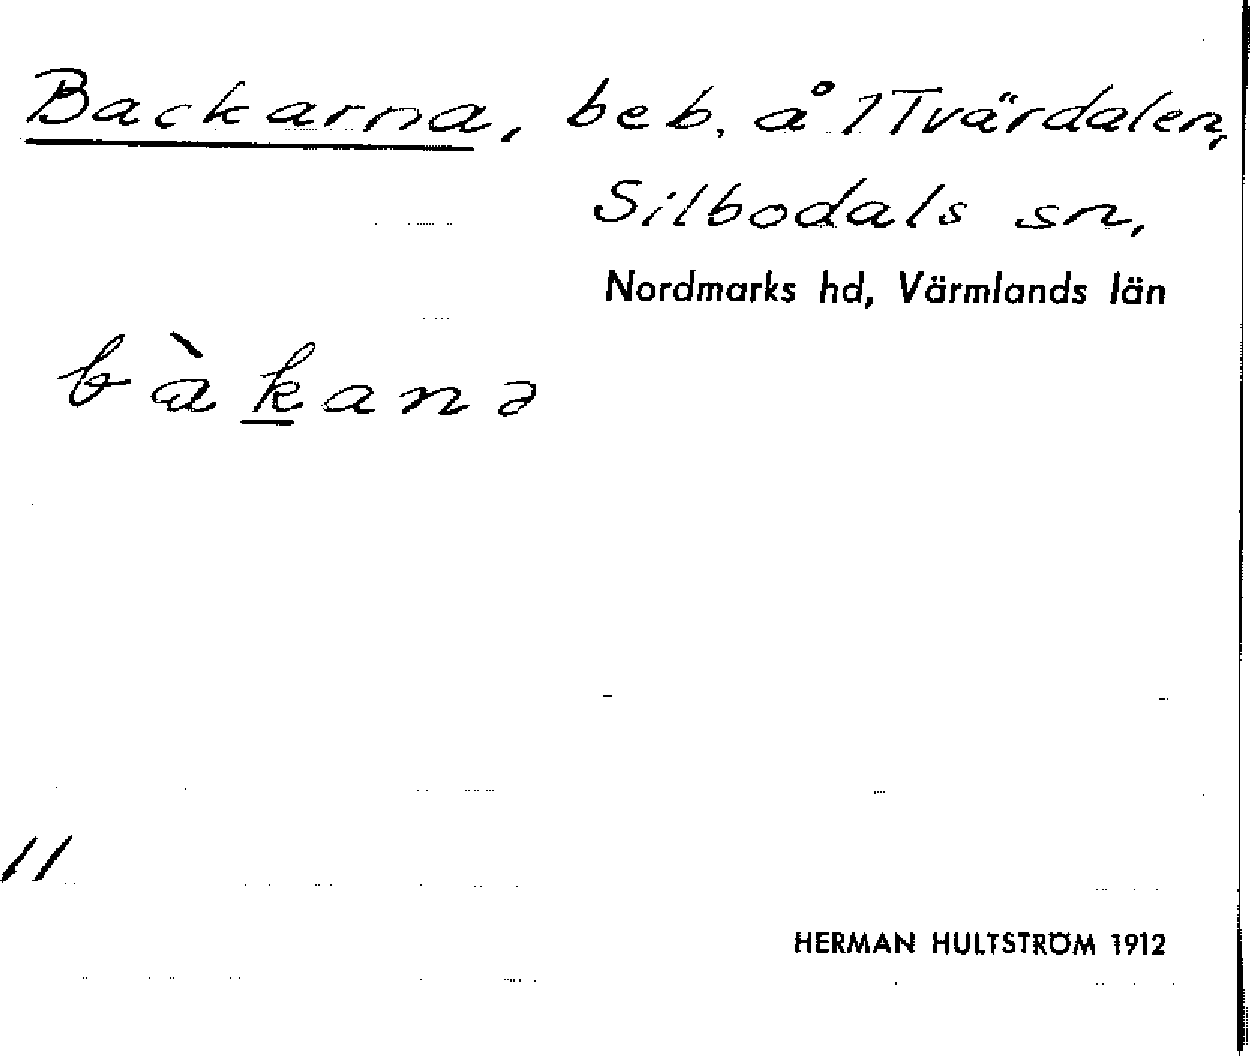 Backarna, beb. å 1 Tvärdalen,
Silbodals sn,
Nordmarks hd, Värmlands län
bàkanə
11
HERMAN HULTSTRÖM 1912